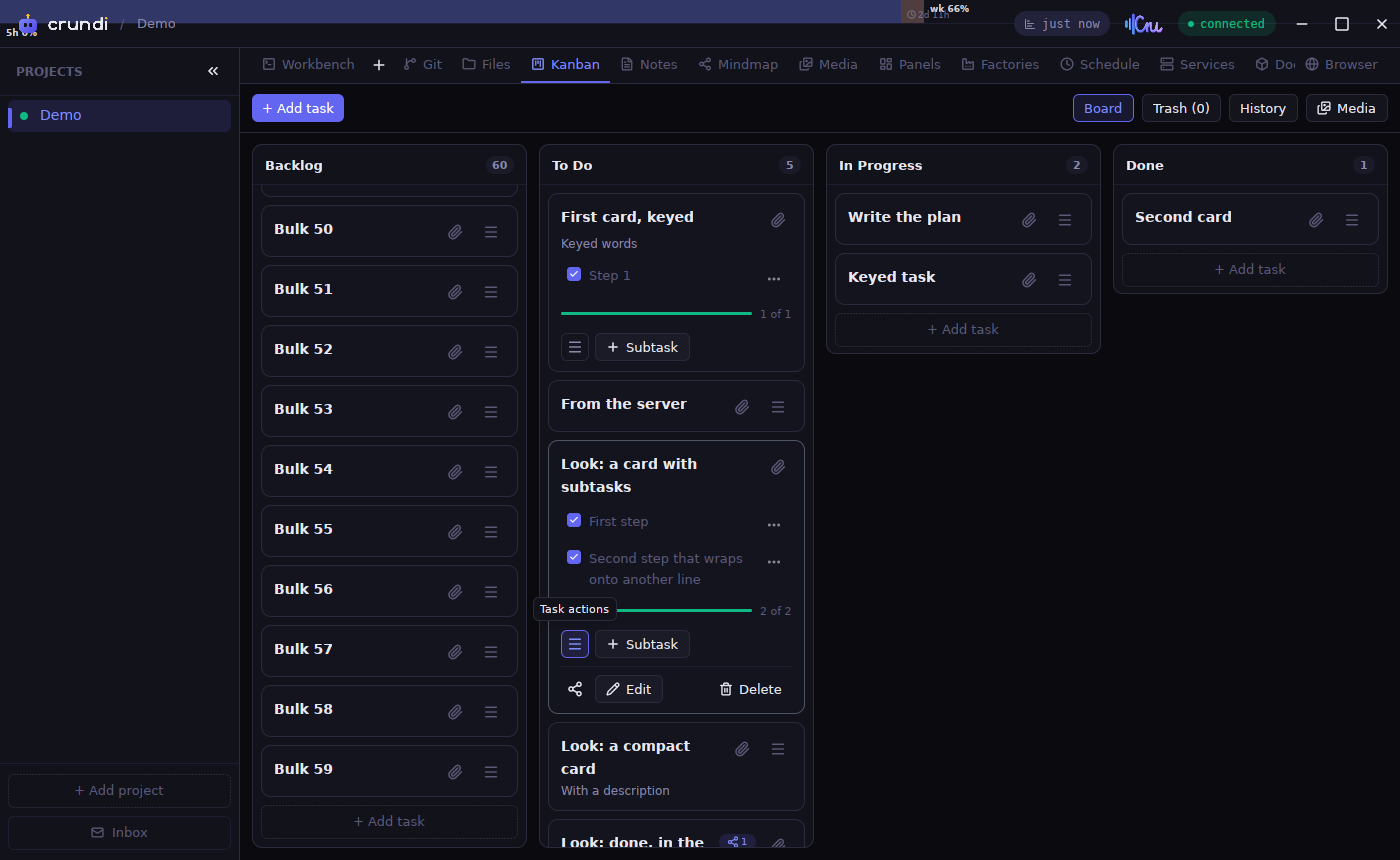 wk 66%
2d 11h
5h 6%
crundi / Demo
just now
Cru
connected
PROJECTS
Demo
+ Add project
Inbox
Workbench
+
Git
Files
Kanban
Notes
Mindmap
Media
Panels
Factories
Schedule
Services
Doc
Browser
+ Add task
Board
Trash (0)
History
Media
Backlog 60
Bulk 50
Bulk 51
Bulk 52
Bulk 53
Bulk 54
Bulk 55
Bulk 56
Bulk 57
Bulk 58
Bulk 59
+ Add task
To Do 5
First card, keyed
Keyed words
Step 1
1 of 1
+ Subtask
From the server
Look: a card with
subtasks
First step
Second step that wraps
onto another line
Task actions
2 of 2
+ Subtask
Edit
Delete
Look: a compact
card
With a description
Look: done, in the
1
In Progress 2
Write the plan
Keyed task
+ Add task
Done 1
Second card
+ Add task